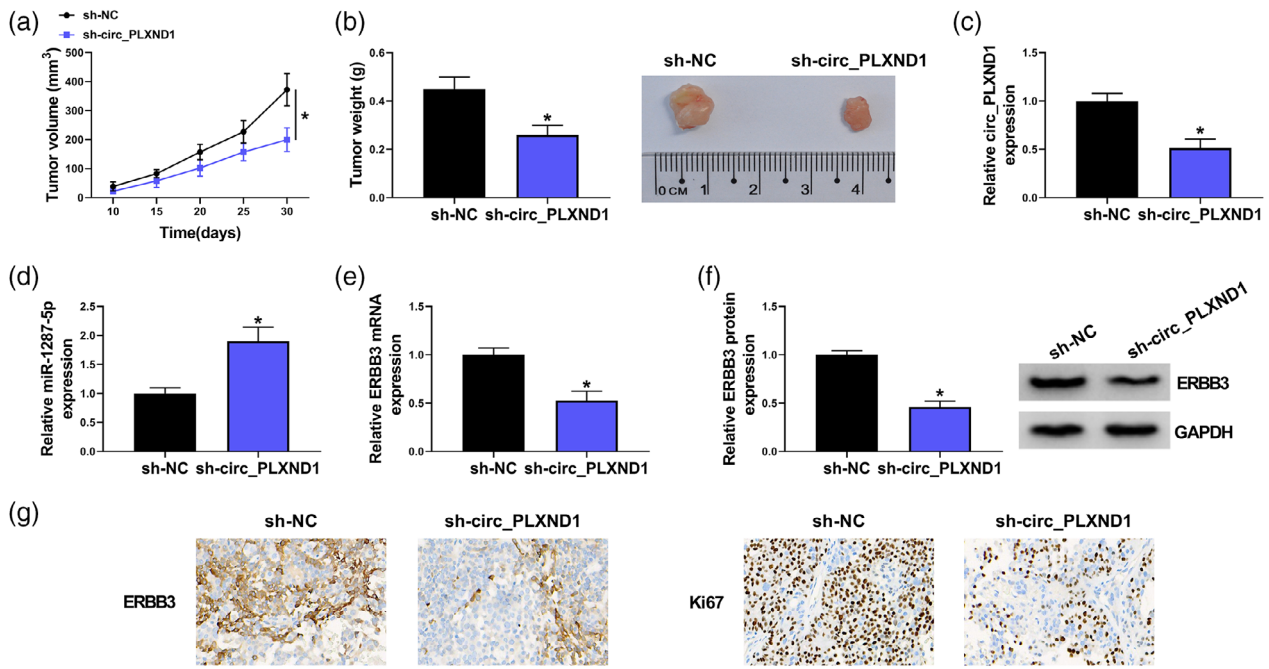 (a)
sh-NC
sh-circ_PLXND1
Tumor volume (mm3)
500
400
300
200
100
0
10 15 20 25 30
Time(days)
*
(b)
Tumor weight (g)
0.6
0.4
0.2
0.0
*
sh-NC sh-circ_PLXND1
sh-NC sh-circ_PLXND1
0 CM 1 2 3 4
(c)
Relative circ_PLXND1
expression
1.5
1.0
0.5
0.0
*
sh-NC sh-circ_PLXND1
(d)
Relative miR-1287-5p
expression
2.5
2.0
1.5
1.0
0.5
0.0
*
sh-NC sh-circ_PLXND1
(e)
Relative ERBB3 mRNA
expression
1.5
1.0
0.5
0.0
*
sh-NC sh-circ_PLXND1
(f)
Relative ERBB3 protein
expression
1.5
1.0
0.5
0.0
*
sh-NC sh-circ_PLXND1
sh-NC sh-circ_PLXND1
ERBB3
GAPDH
(g)
sh-NC sh-circ_PLXND1
ERBB3
sh-NC sh-circ_PLXND1
Ki67